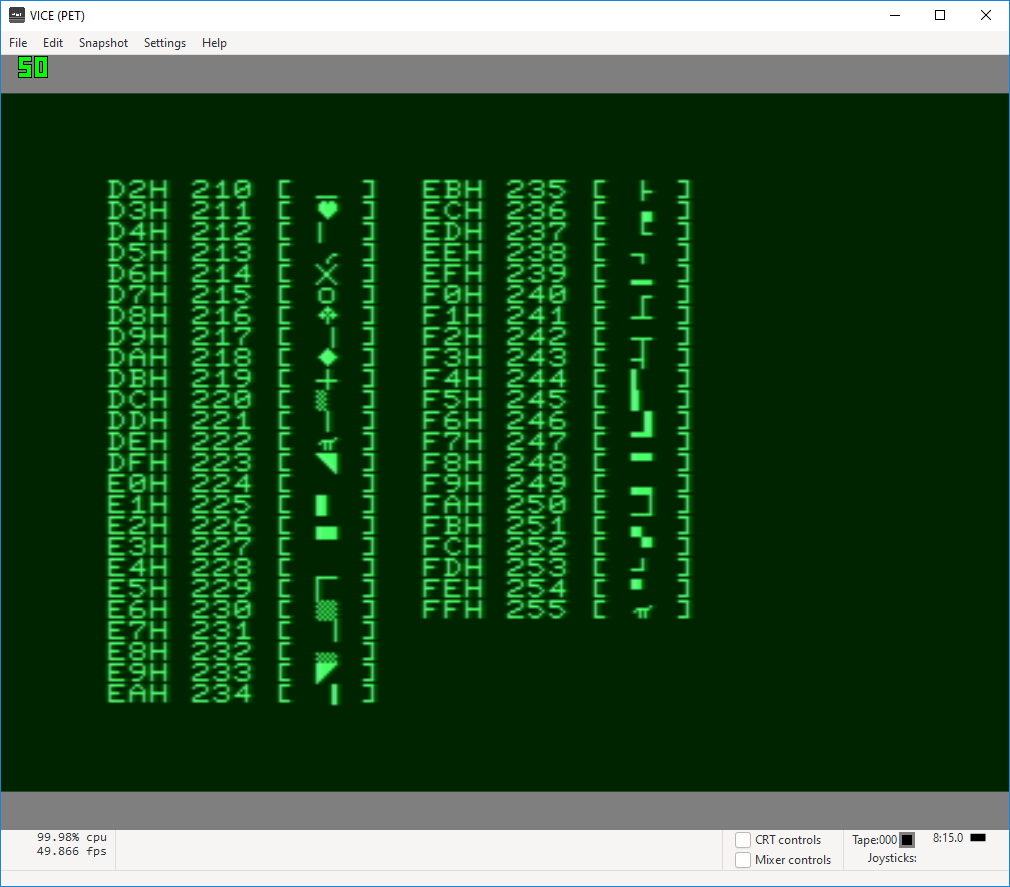 VICE (PET)
File Edit Snapshot Settings Help
50
D2H 210 [ ▁ ] EBH 235 [ ├ ]
D3H 211 [ ♥ ] ECH 236 [ ▗ ]
D4H 212 [ ▎ ] EDH 237 [ └ ]
D5H 213 [ ╭ ] EEH 238 [ ┐ ]
D6H 214 [ ╳ ] EFH 239 [ ▂ ]
D7H 215 [ ○ ] F0H 240 [ ┌ ]
D8H 216 [ ♣ ] F1H 241 [ ┴ ]
D9H 217 [ ▕ ] F2H 242 [ ┬ ]
DAH 218 [ ♦ ] F3H 243 [ ┤ ]
DBH 219 [ ┼ ] F4H 244 [ ▎ ]
DCH 220 [ ▒ ] F5H 245 [ ▍ ]
DDH 221 [ │ ] F6H 246 [ ▕ ]
DEH 222 [ π ] F7H 247 [ ▀ ]
DFH 223 [ ◥ ] F8H 248 [ ▀ ]
E0H 224 [   ] F9H 249 [ ▃ ]
E1H 225 [ ▌ ] FAH 250 [ ┘ ]
E2H 226 [ ▄ ] FBH 251 [ ▖ ]
E3H 227 [ ] FCH 252 [ ▝ ]
E4H 228 [ ] FDH 253 [ ┘ ]
E5H 229 [ ▏ ] FEH 254 [ ▘ ]
E6H 230 [ ▒ ] FFH 255 [ π ]
E7H 231 [ ▕ ]
E8H 232 [ ▒ ]
E9H 233 [ ◤ ]
EAH 234 [ ▕ ]
99.98% cpu
49.866 fps
CRT controls
Mixer controls
Tape:000
8:15.0
Joysticks: